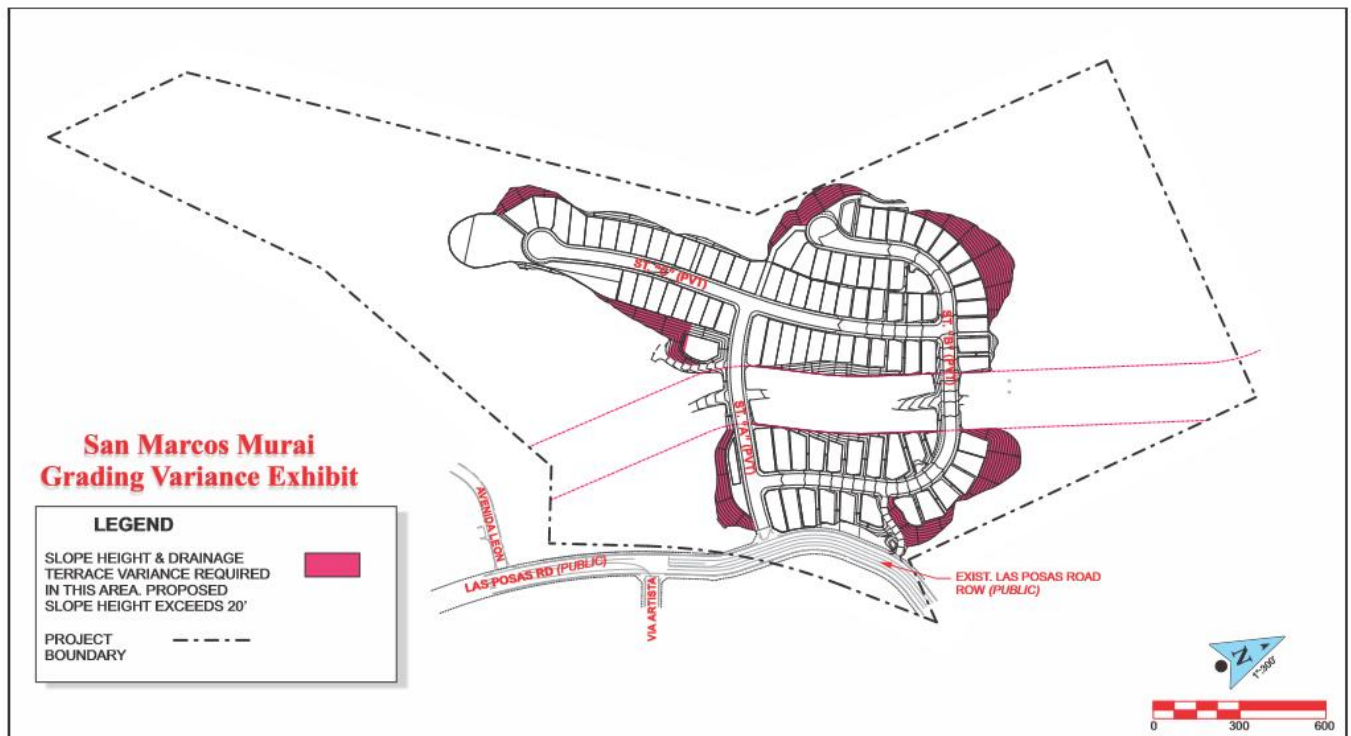 ST. "B" (PVT)
ST. "A" (PVT)
San Marcos Murai
Grading Variance Exhibit
LEGEND
SLOPE HEIGHT & DRAINAGE
TERRACE VARIANCE REQUIRED
IN THIS AREA. PROPOSED
SLOPE HEIGHT EXCEEDS 20'
PROJECT
BOUNDARY
AVENIDA LEON
LAS POSAS RD (PUBLIC)
VIA ARTISTA
EXIST. LAS POSAS ROAD
ROW (PUBLIC)
N
1":300'
0 300 600